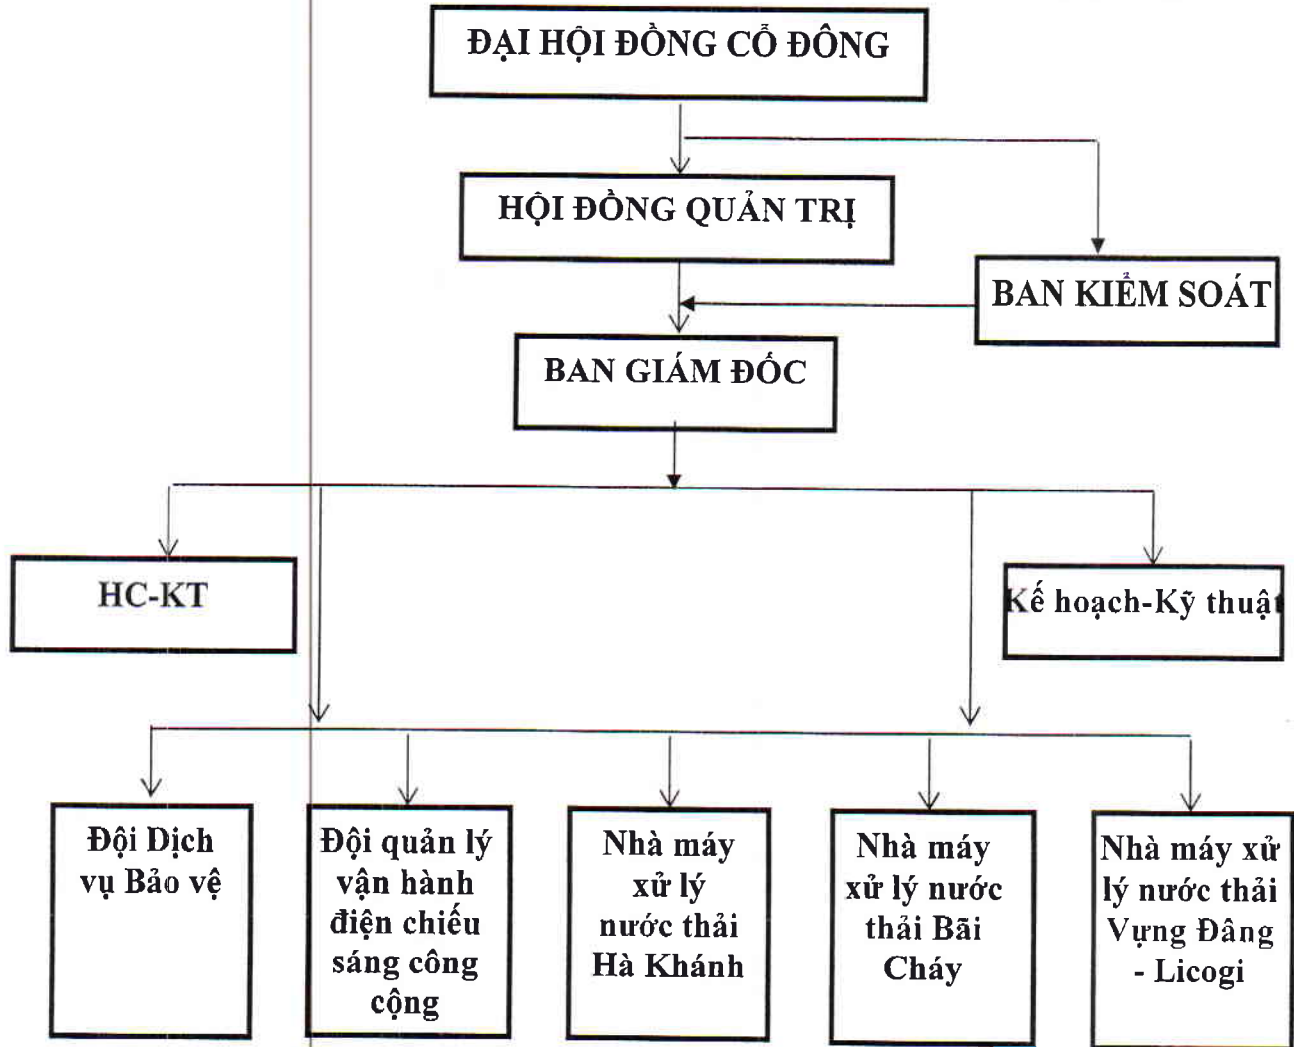 ĐẠI HỘI ĐỒNG CỔ ĐÔNG
HỘI ĐỒNG QUẢN TRỊ
BAN KIỂM SOÁT
BAN GIÁM ĐỐC
HC-KT
Kế hoạch-Kỹ thuật
Đội Dịch
vụ Bảo vệ
Đội quản lý
vận hành
điện chiếu
sáng công
cộng
Nhà máy
xử lý
nước thải
Hà Khánh
Nhà máy
xử lý nước
thải Bãi
Cháy
Nhà máy xử
lý nước thải
Vựng Đâng
- Licogi